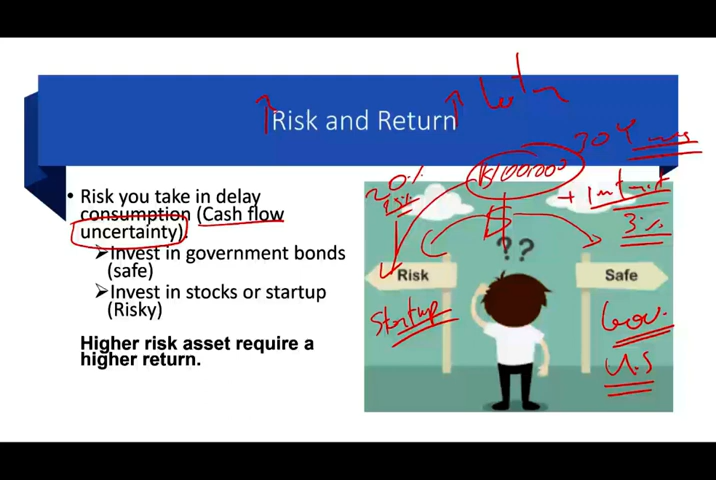 Risk and Return
• Risk you take in delay
consumption (Cash flow
uncertainty).
➢Invest in government bonds
(safe)
➢Invest in stocks or startup
(Risky)
Higher risk asset require a
higher return.
30 Years
20%
15%
+ Interest
3%
$
??
Risk
Safe
Startup
Gov.
U.S